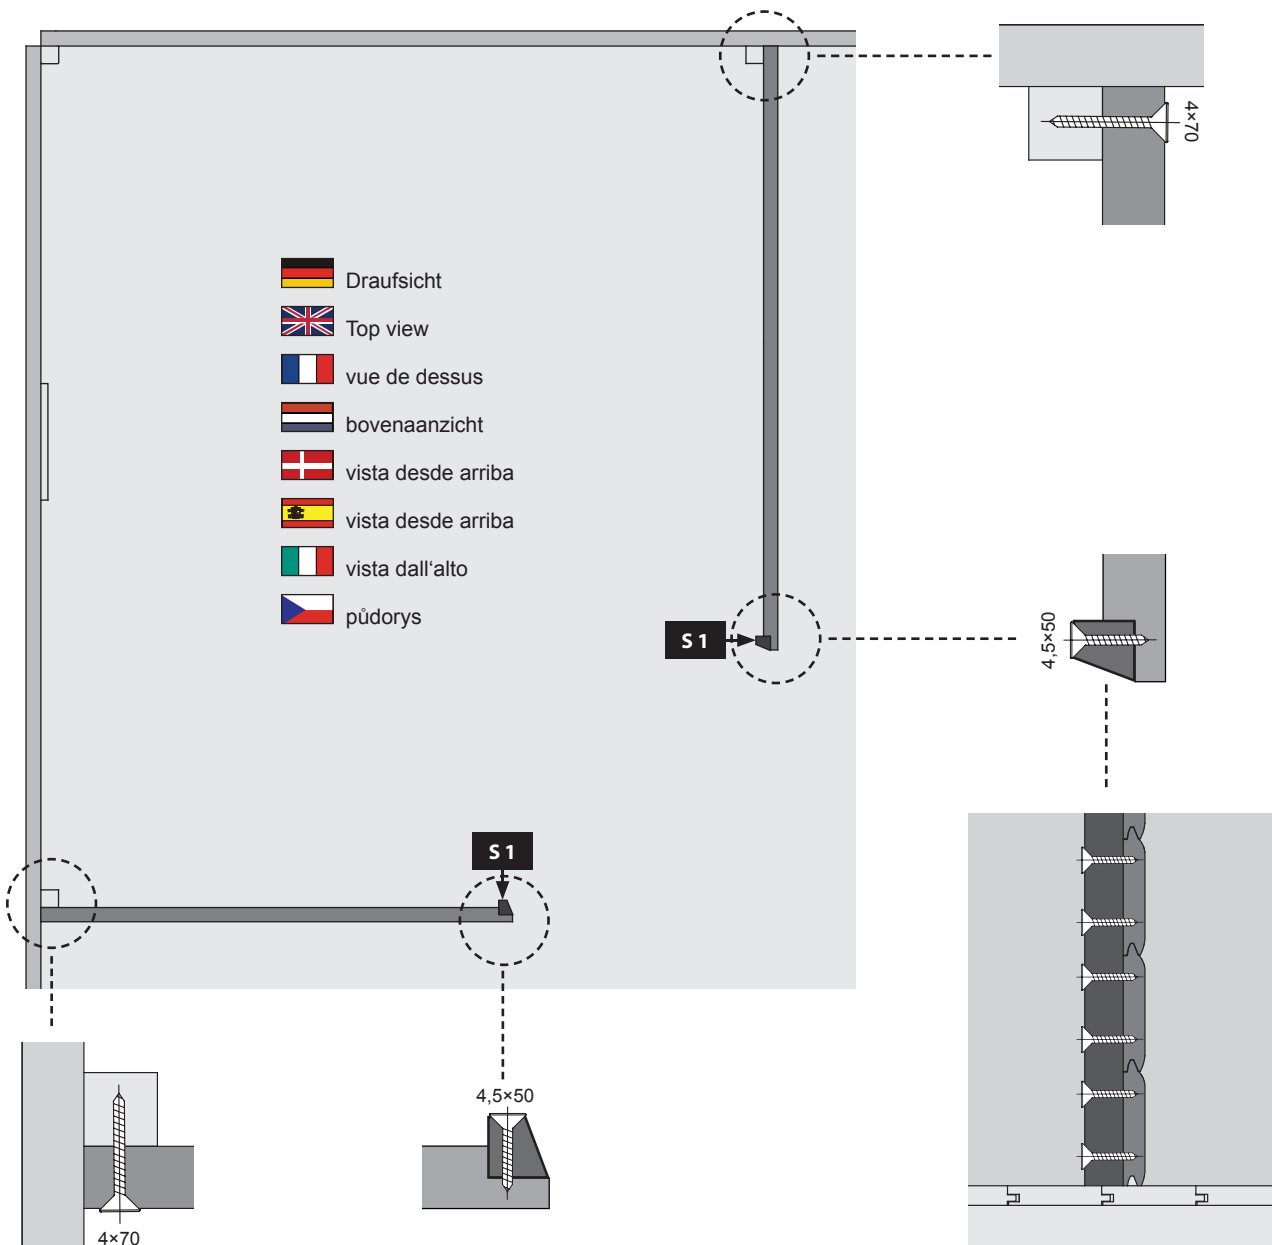 4×70
Draufsicht
Top view
vue de dessus
bovenaanzicht
vista desde arriba
vista desde arriba
vista dall‘alto
půdorys
S 1
4,5×50
S 1
4,5×50
4×70